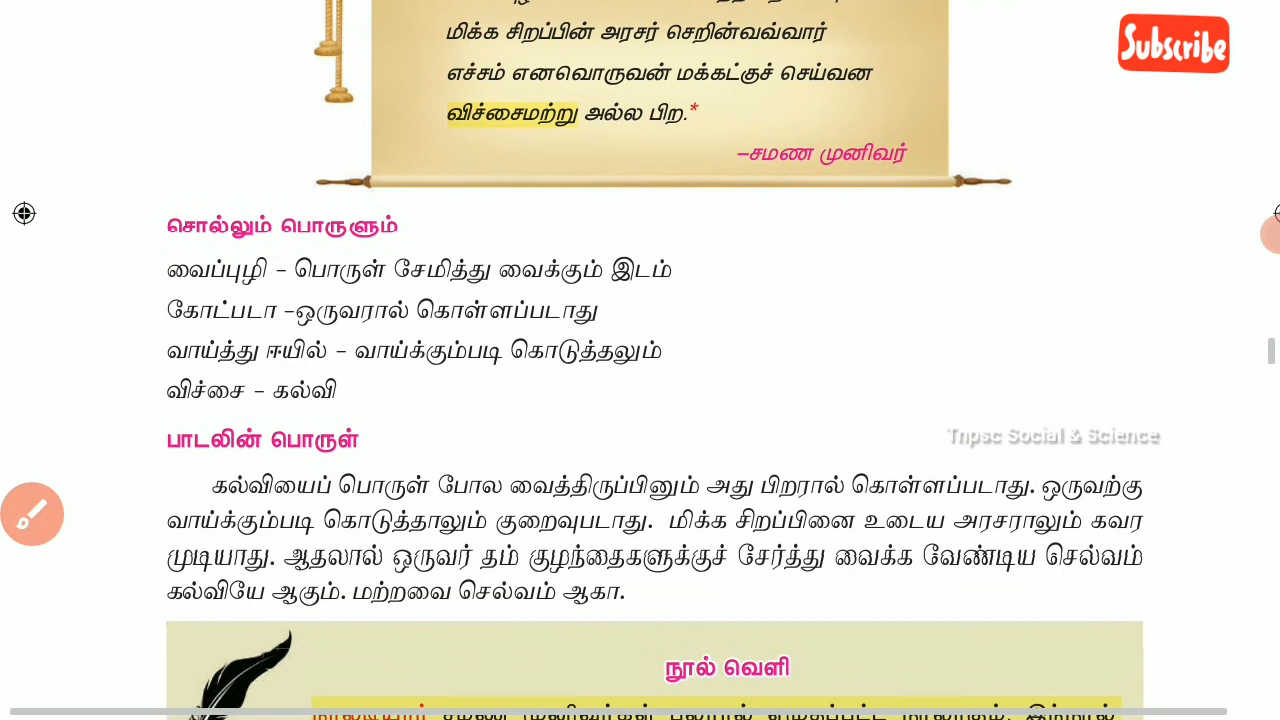 மிக்க சிறப்பின் அரசர் செறின்வவ்வார்
எச்சம் எனவொருவன் மக்கட்குச் செய்வன
விச்சைமற்று அல்ல பிற.*
–சமண முனிவர்
Subscribe
சொல்லும் பொருளும்
வைப்புழி – பொருள் சேமித்து வைக்கும் இடம்
கோட்படா –ஒருவரால் கொள்ளப்படாது
வாய்த்து ஈயில் – வாய்க்கும்படி கொடுத்தலும்
விச்சை – கல்வி
பாடலின் பொருள்
Tnpsc Social & Science
கல்வியைப் பொருள் போல வைத்திருப்பினும் அது பிறரால் கொள்ளப்படாது. ஒருவற்கு
வாய்க்கும்படி கொடுத்தாலும் குறைவுபடாது. மிக்க சிறப்பினை உடைய அரசராலும் கவர
முடியாது. ஆதலால் ஒருவர் தம் குழந்தைகளுக்குச் சேர்த்து வைக்க வேண்டிய செல்வம்
கல்வியே ஆகும். மற்றவை செல்வம் ஆகா.
நூல் வெளி